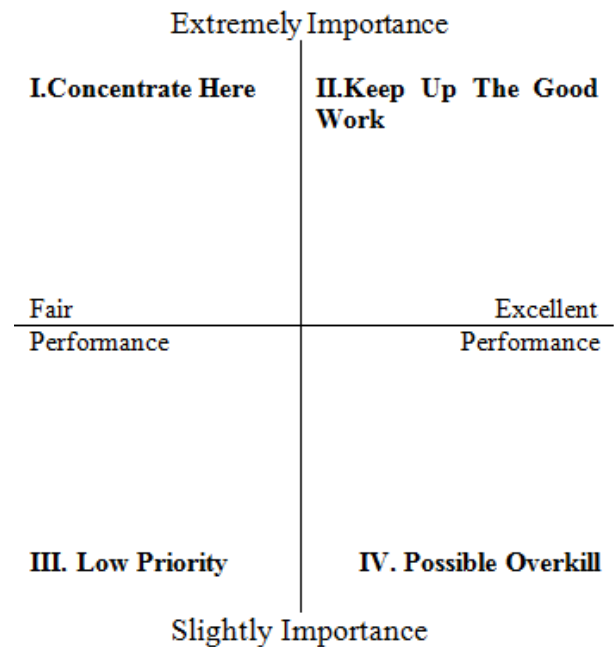 Extremely Importance
I.Concentrate Here
II.Keep Up The Good
Work
Fair
Performance
Excellent
Performance
III. Low Priority
IV. Possible Overkill
Slightly Importance